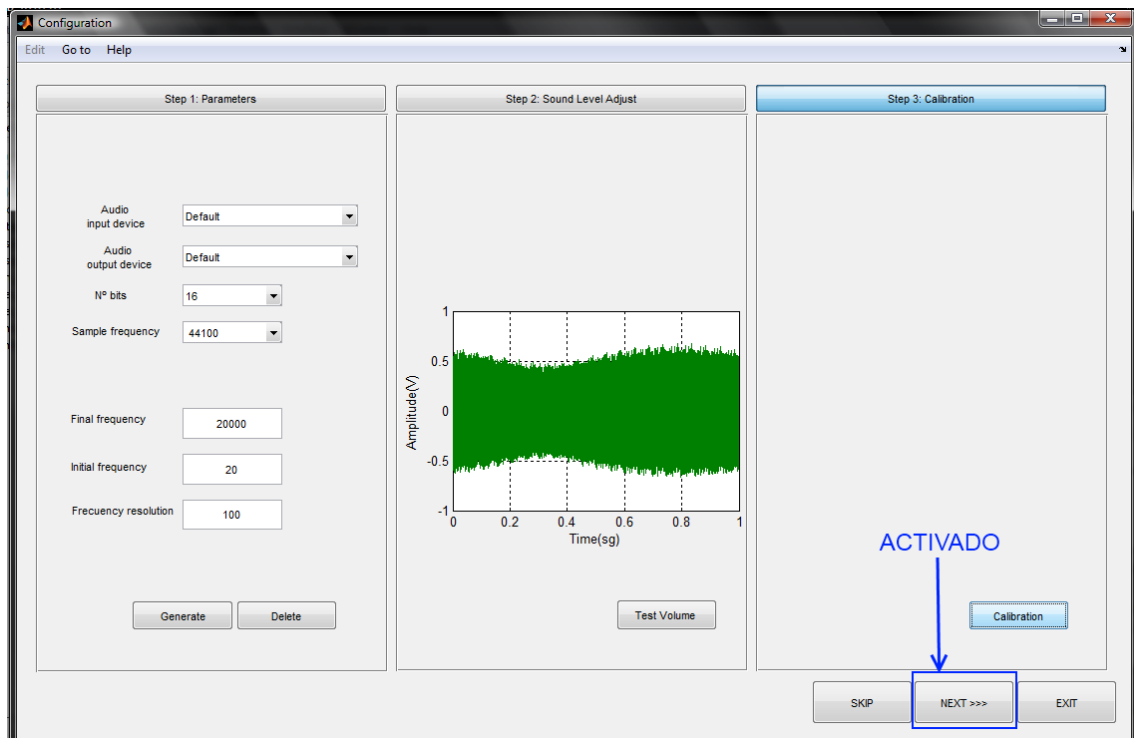 Configuration
Edit Go to Help
Step 1: Parameters
Step 2: Sound Level Adjust
Step 3: Calibration
Audio
input device
Default
Audio
output device
Default
Nº bits
16
Sample frequency
44100
Final frequency
20000
Initial frequency
20
Frecuency resolution
100
Generate
Delete
Amplitude(V)
1
0.5
0
-0.5
-1
0 0.2 0.4 0.6 0.8 1
Time(sg)
Test Volume
ACTIVADO
Calibration
SKIP
NEXT >>>
EXIT